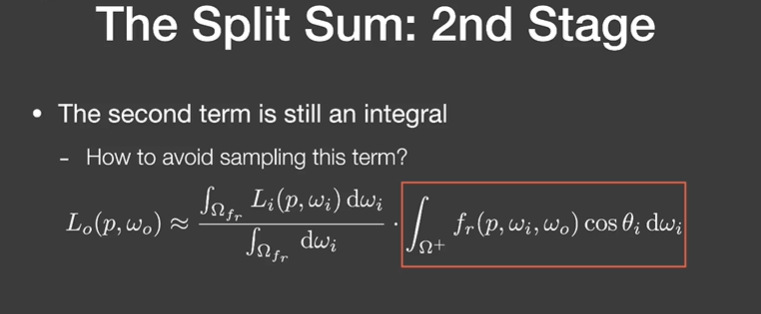 The Split Sum: 2nd Stage
• The second term is still an integral
- How to avoid sampling this term?
$L_o(p, \omega_o) \approx \frac{\int_{\Omega_{f_r}} L_i(p, \omega_i) \, \mathrm{d}\omega_i}{\int_{\Omega_{f_r}} \mathrm{d}\omega_i} \cdot \int_{\Omega^+} f_r(p, \omega_i, \omega_o) \cos\theta_i \, \mathrm{d}\omega_i$